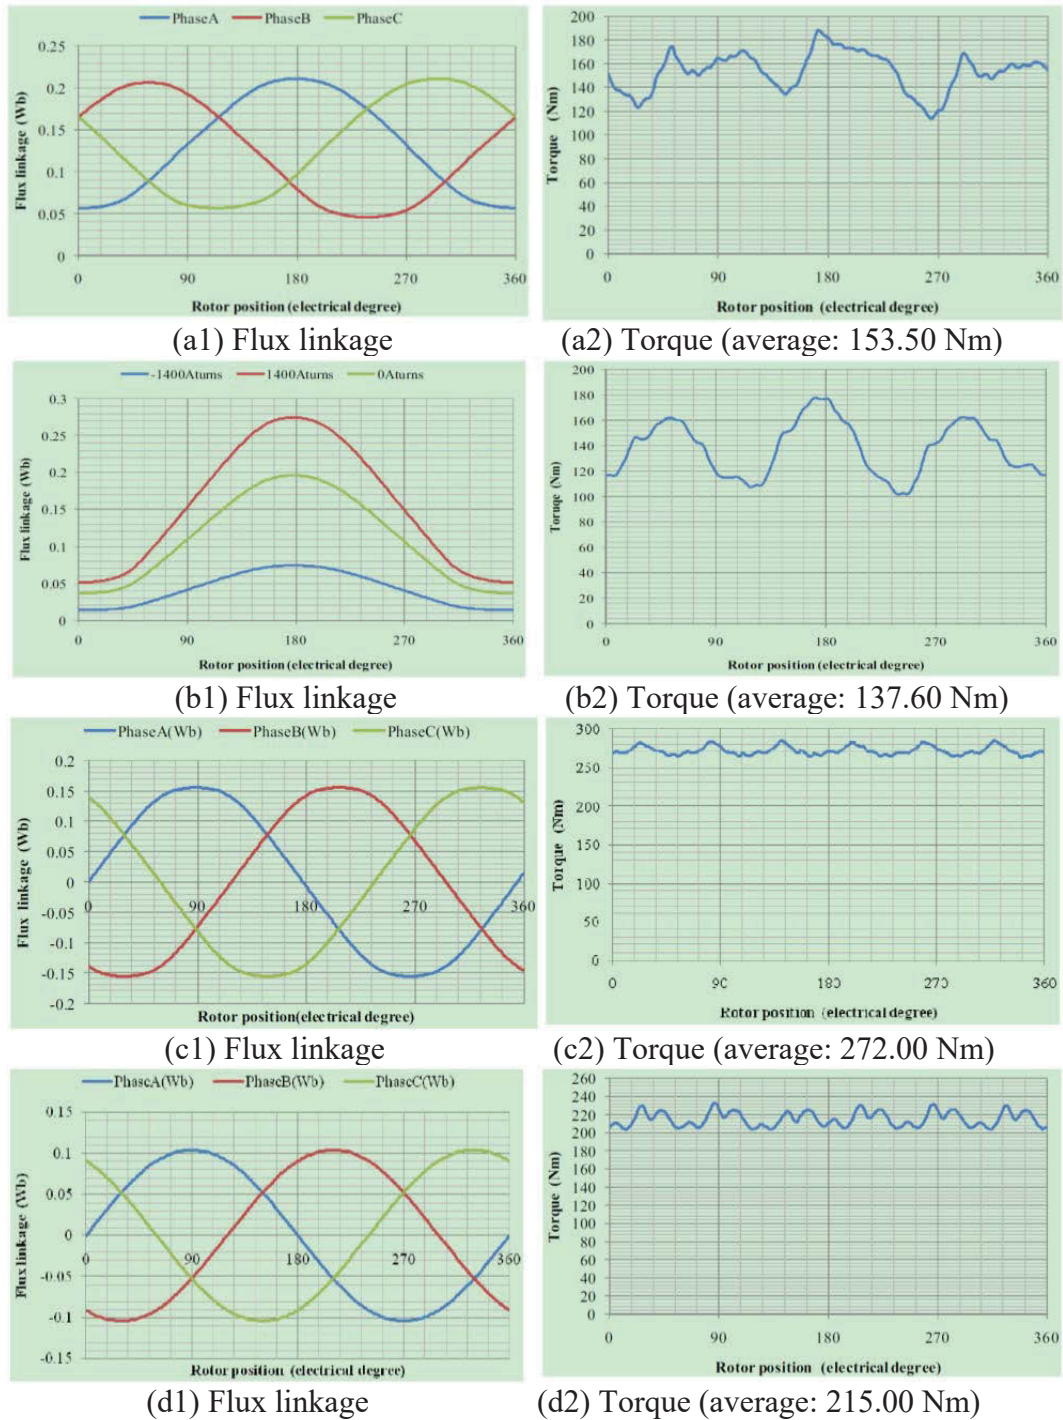 PhaseA PhaseB PhaseC
0.25
0.2
0.15
0.1
0.05
0
Flux linkage (Wb)
0 90 180 270 360
Rotor position (electrical degree)
200
180
160
140
120
100
80
60
40
20
0
Torque (Nm)
0 90 180 270 360
Rotor position (electrical degree)
(a1) Flux linkage
(a2) Torque (average: 153.50 Nm)
-1400Aturns 1400Aturns 0Aturns
0.3
0.25
0.2
0.15
0.1
0.05
0
Flux linkage (Wb)
0 90 180 270 360
Rotor position (electrical degree)
200
180
160
140
120
100
80
60
40
20
0
Toruqe (Nm)
0 90 180 270 360
Rotor position (electrical degree)
(b1) Flux linkage
(b2) Torque (average: 137.60 Nm)
PhaseA(Wb) PhaseB(Wb) PhaseC(Wb)
0.2
0.15
0.1
0.05
0
-0.05
-0.1
-0.15
-0.2
Flux linkage (Wb)
0 90 180 270 360
Rotor position(electrical degree)
300
250
200
150
100
50
0
Torque (Nm)
0 90 180 270 360
Rotor position (electrical degree)
(c1) Flux linkage
(c2) Torque (average: 272.00 Nm)
PhaseA(Wb) PhaseB(Wb) PhaseC(Wb)
0.15
0.1
0.05
0
-0.05
-0.1
-0.15
Flux linkage (Wb)
0 90 180 270 360
Rotor position (electrical degree)
260
240
220
200
180
160
140
120
100
80
60
40
20
0
Torque (Nm)
0 90 180 270 360
Rotor position (electrical degree)
(d1) Flux linkage
(d2) Torque (average: 215.00 Nm)